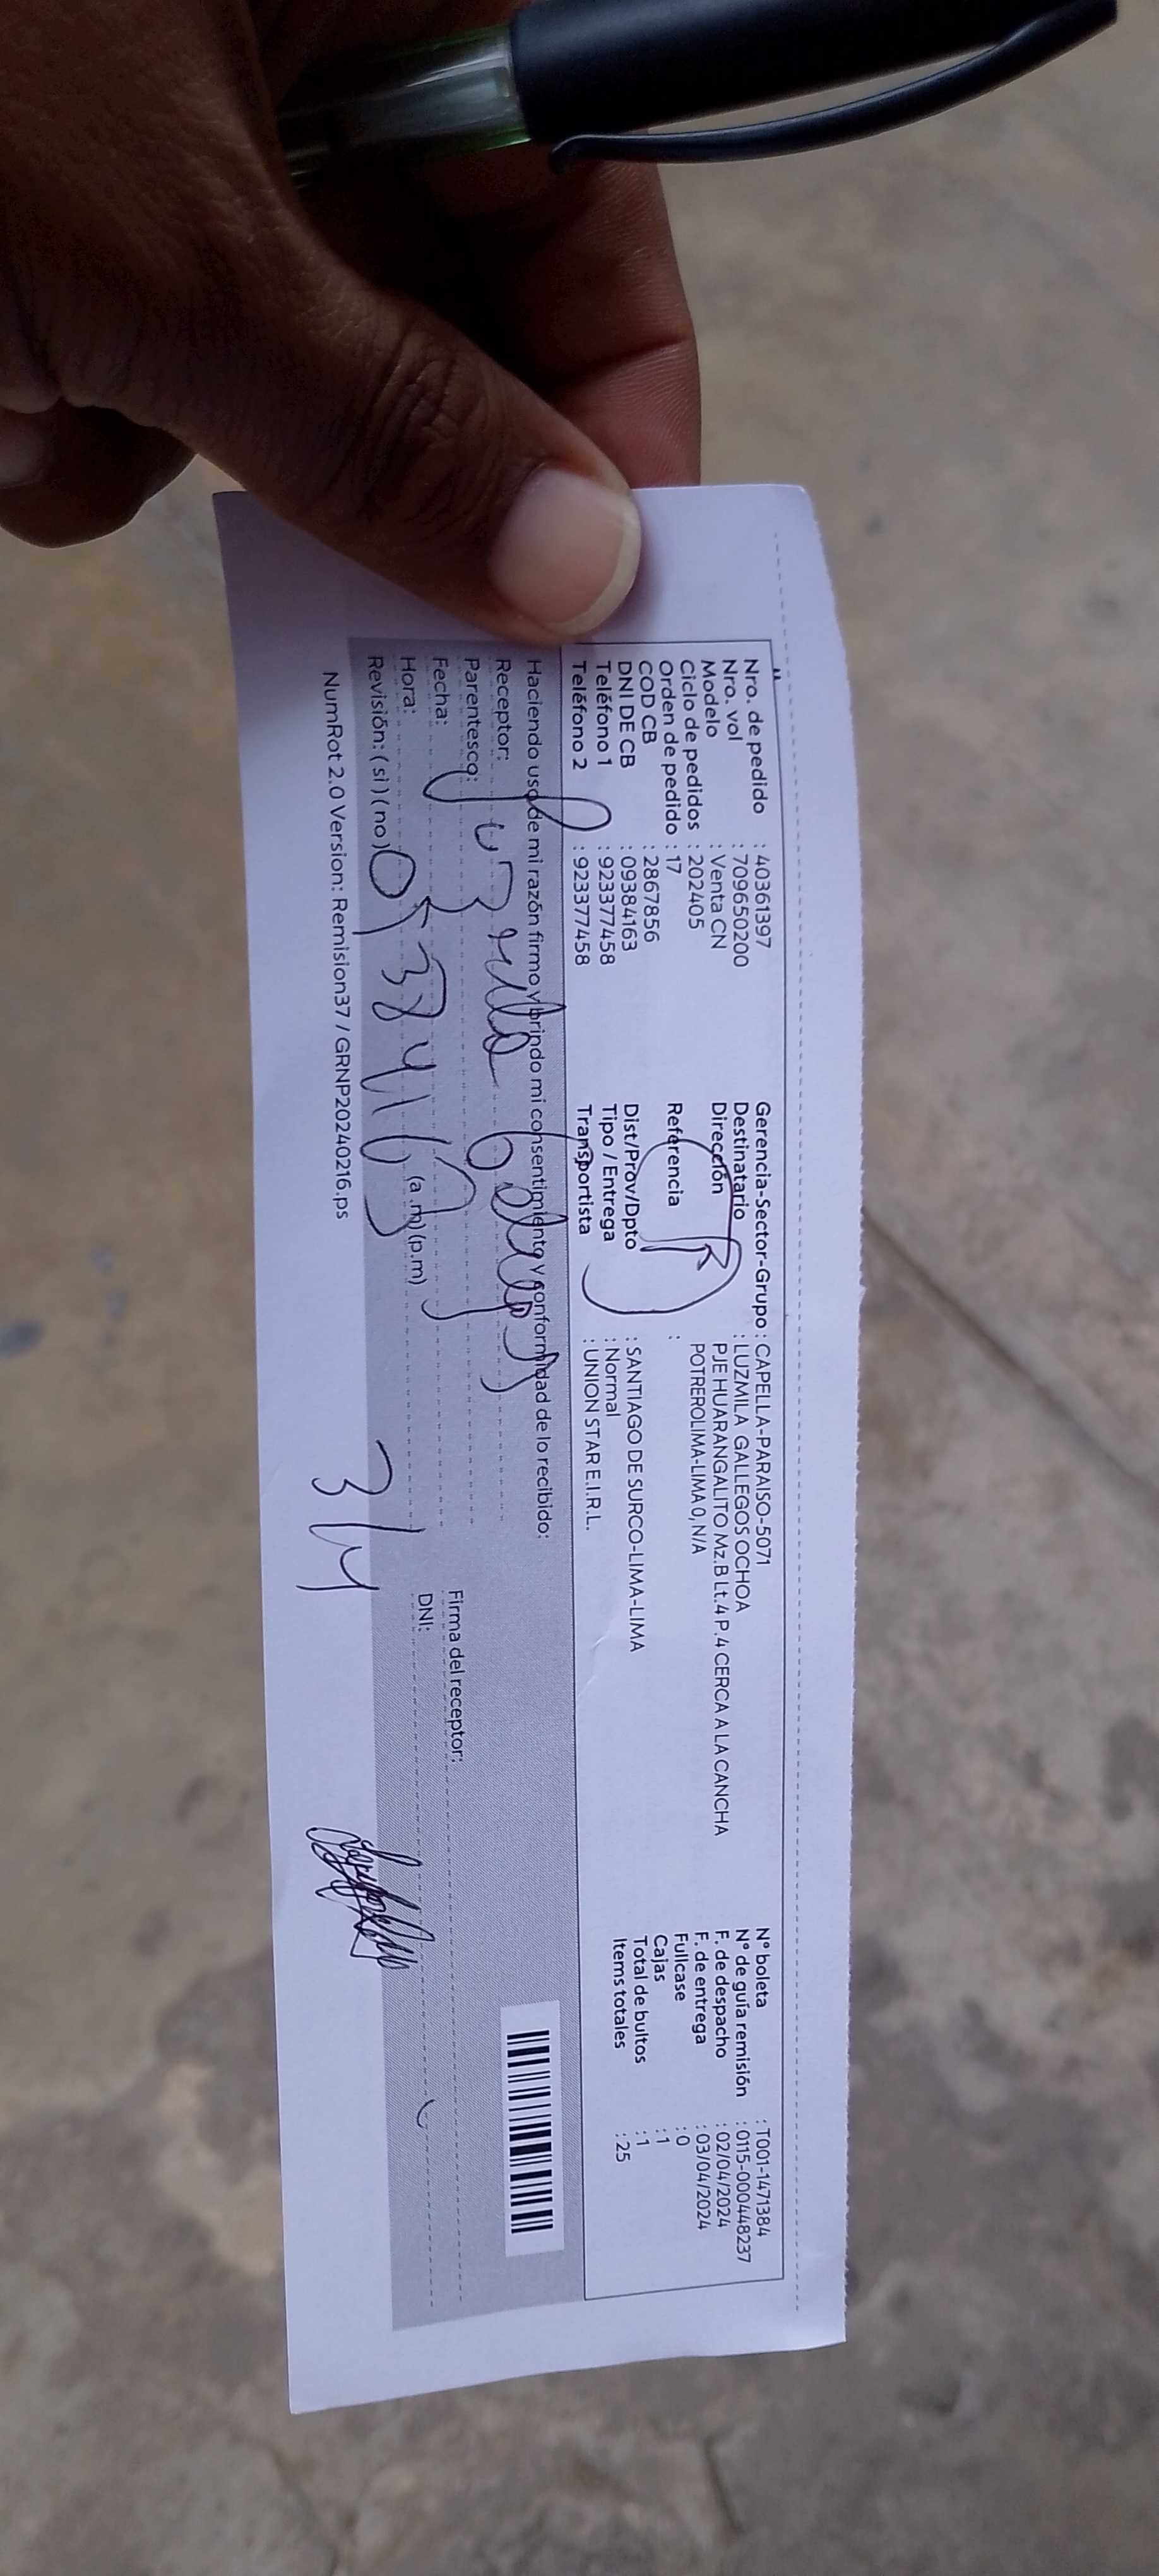 Nro. de pedido : 40361397
Nro. vol : 709650200
Modelo : Venta CN
Ciclo de pedidos : 202405
Orden de pedido : 17
COD CB : 2867856
DNI DE CB : 09384163
Teléfono 1 : 923377458
Teléfono 2 : 923377458
Gerencia-Sector-Grupo : CAPELLA-PARAISO-5071
Destinatario : LUZMILA GALLEGOS OCHOA
Dirección PJE HUARANGALITO Mz.B Lt.4 P.4 CERCA A LA CANCHA
POTREROLIMA-LIMA 0, N/A
Referencia :
Dist/Prov/Dpto : SANTIAGO DE SURCO-LIMA-LIMA
Tipo / Entrega : Normal
Transportista : UNION STAR E.I.R.L.
N° boleta : T001-1471384
N° de guía remisión : 0115-000448237
F. de despacho : 02/04/2024
F. de entrega : 03/04/2024
Fullcase : 0
Cajas : 1
Total de bultos : 1
Items totales : 25
Haciendo uso de mi razón firmo y brindo mi consentimiento y conformidad de lo recibido:
Receptor:
Parentesco:
Fecha:
Hora: (a.m)(p.m)
Revisión: (si) (no)
Firma del receptor:
DNI:
3/4
NumRot 2.0 Version: Remision37 / GRNP20240216.ps